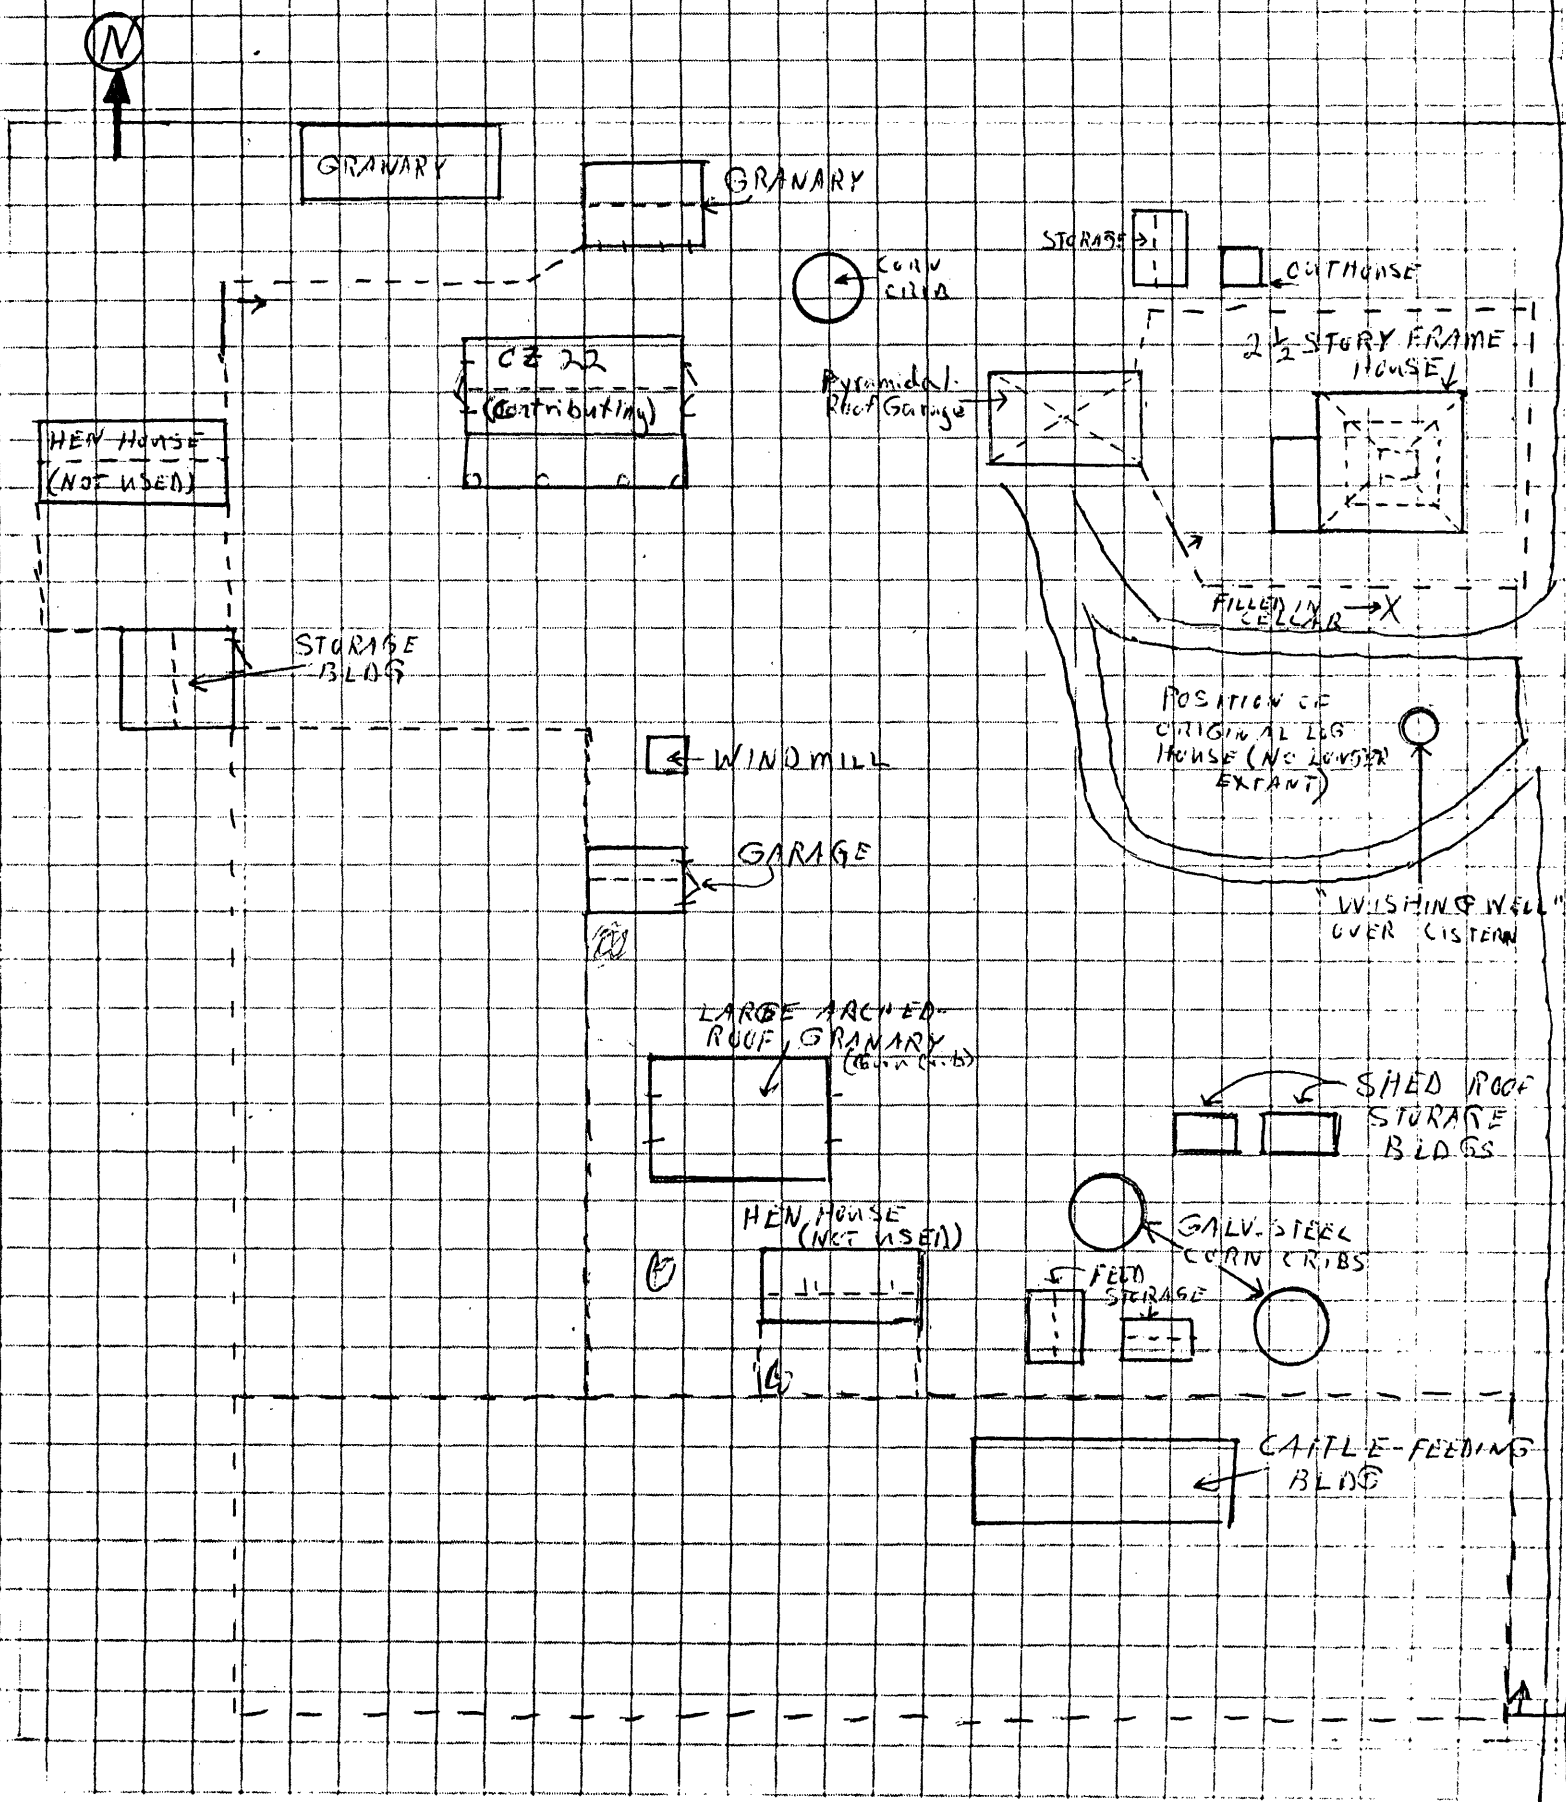 N
GRANARY
GRANARY
CORN
CRIB
STORAGE
OUTHOUSE
2 1/2 STORY FRAME
HOUSE
CZ 22
(Contributing)
Pyramidal-
Roof Garage
HEN HOUSE
(NOT USED)
FILLED IN
CELLAR
X
STORAGE
BLDG
POSITION OF
ORIGINAL LOG
HOUSE (NO LONGER
EXTANT)
WINDMILL
GARAGE
"WISHING WELL"
OVER CISTERN
LARGE ARCHED-
ROOF GRANARY
SHED ROOF
STORAGE
BLDGS
HEN HOUSE
(NOT USED)
GALV. STEEL
CORN CRIBS
FEED
STORAGE
CATTLE-FEEDING
BLDG